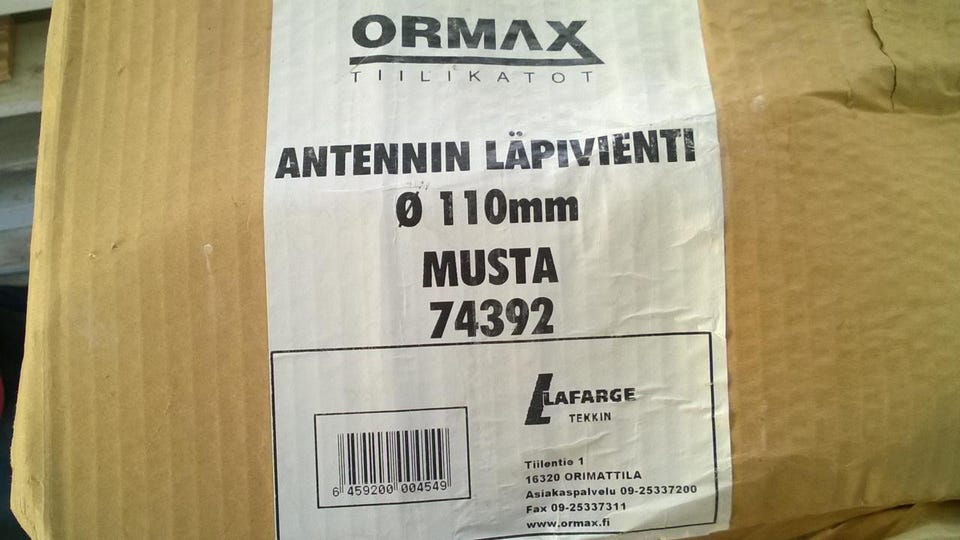 ORMAX
TIILIKATOT
ANTENNIN LÄPIVIENTI
Ø 110mm
MUSTA
74392
LAFARGE
TEKKIN
6 459200 004549
Tiilentie 1
16320 ORIMATTILA
Asiakaspalvelu 09-25337200
Fax 09-25337311
www.ormax.fi